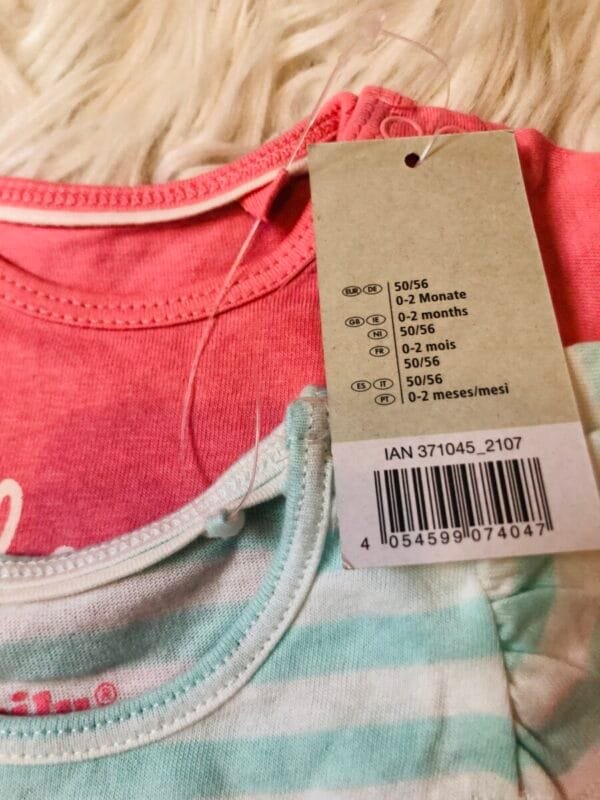 EUR DE 50/56
0-2 Monate
GB IE 0-2 months
NI 50/56
FR 0-2 mois
50/56
ES IT 50/56
PT 0-2 meses/mesi
IAN 371045_2107
4 054599 074047